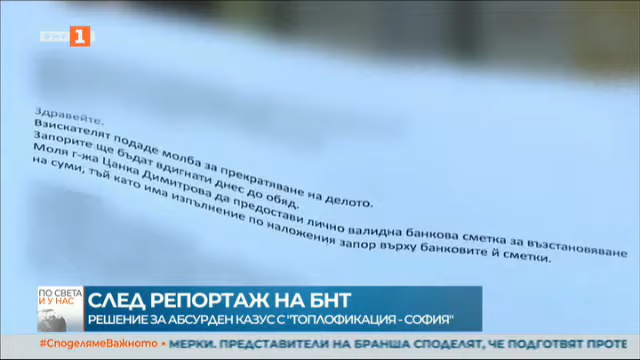 БНТ 1
Здравейте.
Взискателят подаде молба за прекратяване на делото.
Запорите ще бъдат вдигнати днес до обяд.
Моля г-жа Цанка Димитрова да предостави лично валидна банкова сметка за възстановяване
на суми, тъй като има изпълнение по наложения запор върху банковите й сметки.
ПО СВЕТА
И У НАС
СЛЕД РЕПОРТАЖ НА БНТ
РЕШЕНИЕ ЗА АБСУРДЕН КАЗУС С "ТОПЛОФИКАЦИЯ - СОФИЯ"
#СподелямеВажното • МЕРКИ. ПРЕДСТАВИТЕЛИ НА БРАНША СПОДЕЛЯТ, ЧЕ ПОДГОТВЯТ ПРОТЕ